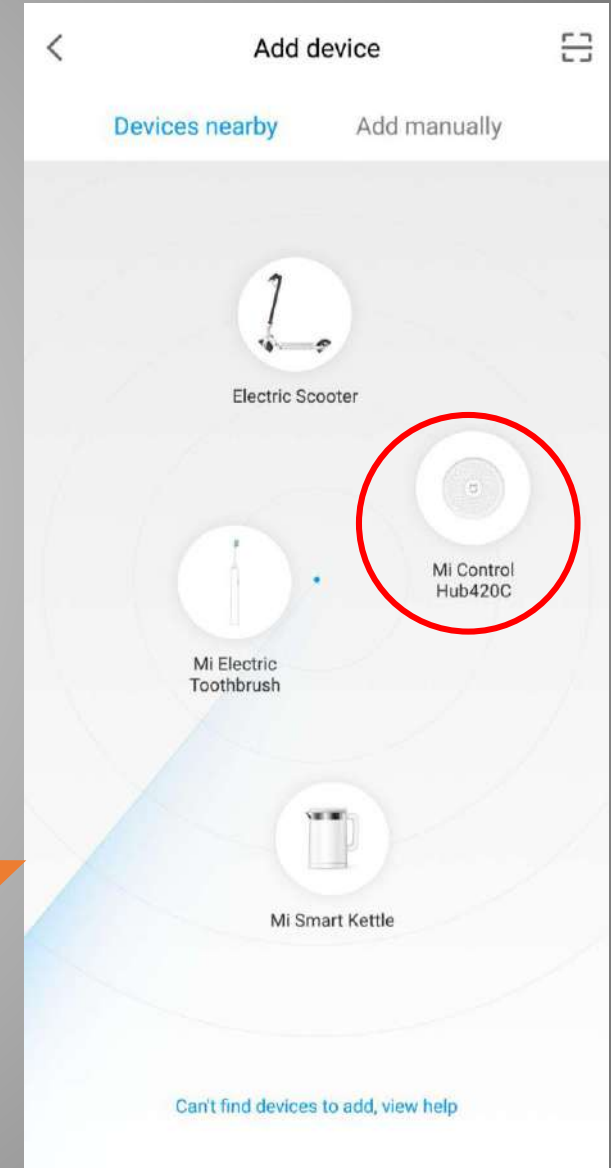 Add device
Devices nearby
Add manually
Electric Scooter
Mi Control
Hub420C
Mi Electric
Toothbrush
Mi Smart Kettle
Can't find devices to add, view help